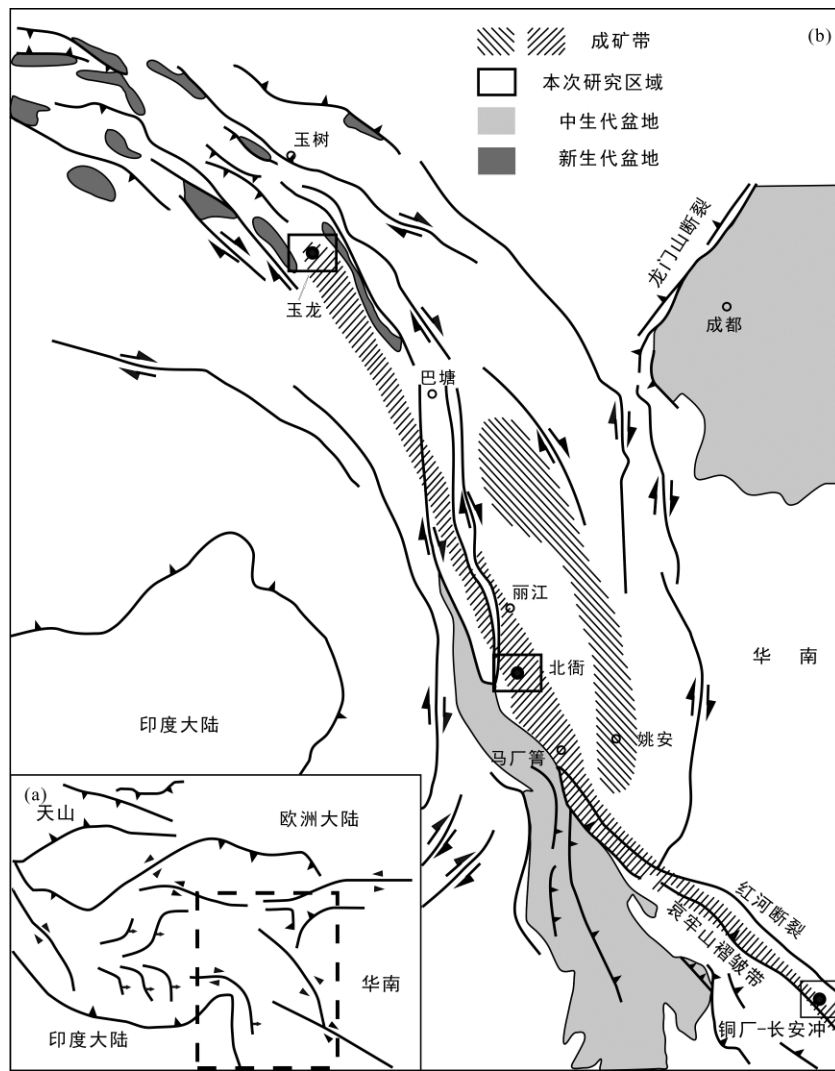 (b)
成矿带
本次研究区域
中生代盆地
新生代盆地
玉树
龙门山断裂
成都
玉龙
巴塘
丽江
华 南
北衙
印度大陆
姚安
马厂箐
(a)
天山
欧洲大陆
红河断裂
哀牢山褶皱带
华南
印度大陆
铜厂-长安冲